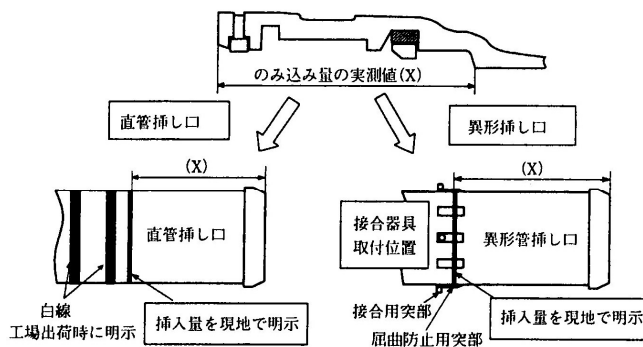 のみ込み量の実測値(X)
直管挿し口
異形挿し口
(X)
(X)
直管挿し口
接合器具
取付位置
異形管挿し口
白線
工場出荷時に明示
挿入量を現地で明示
接合用突部
屈曲防止用突部
挿入量を現地で明示